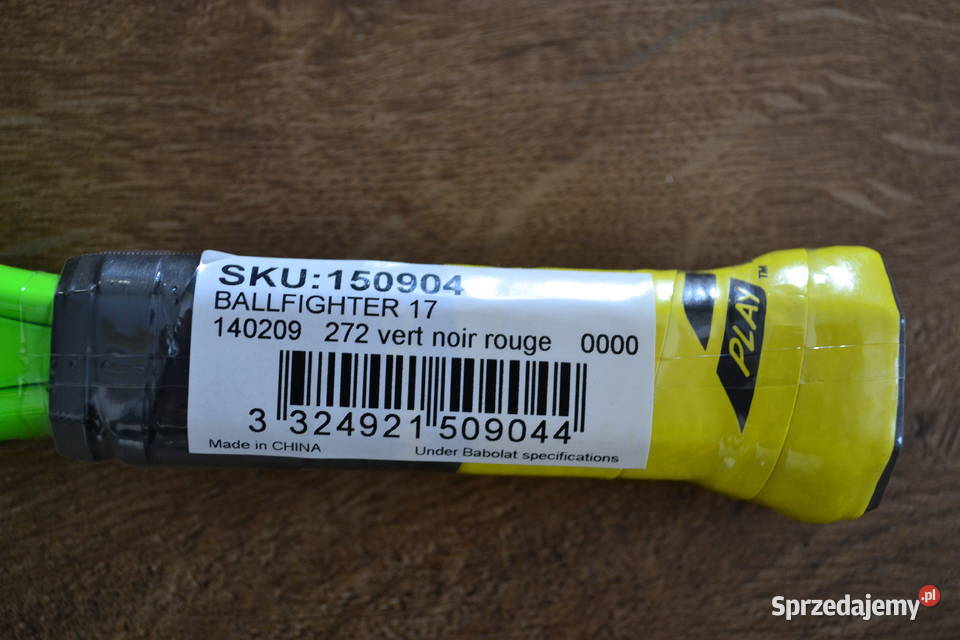 SKU:150904
BALLFIGHTER 17
140209 272 vert noir rouge 0000
3 324921 509044
Made in CHINA Under Babolat specifications
PLAY™
Sprzedajemy.pl